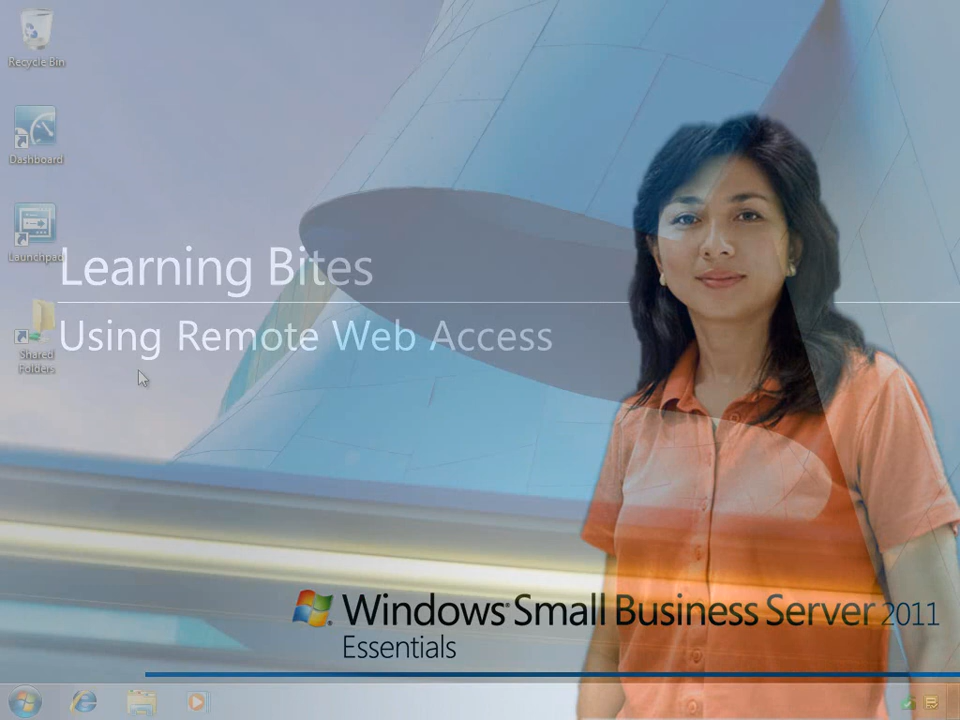 Recycle Bin
Dashboard
Launchpad
Learning Bites
Using Remote Web Access
Shared
Folders
Windows® Small Business Server 2011
Essentials